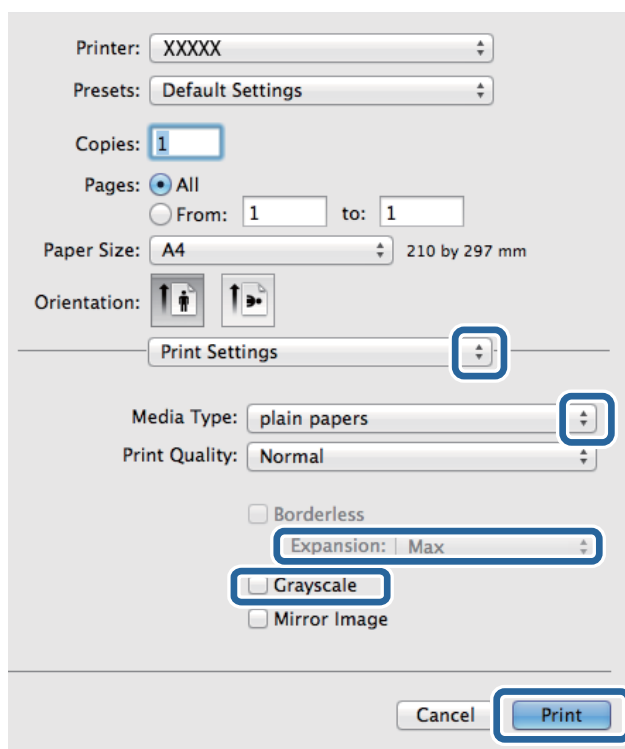 Printer: XXXXX
Presets: Default Settings
Copies: 1
Pages: All
From: 1 to: 1
Paper Size: A4 210 by 297 mm
Orientation:
Print Settings
Media Type: plain papers
Print Quality: Normal
Borderless
Expansion: Max
Grayscale
Mirror Image
Cancel Print